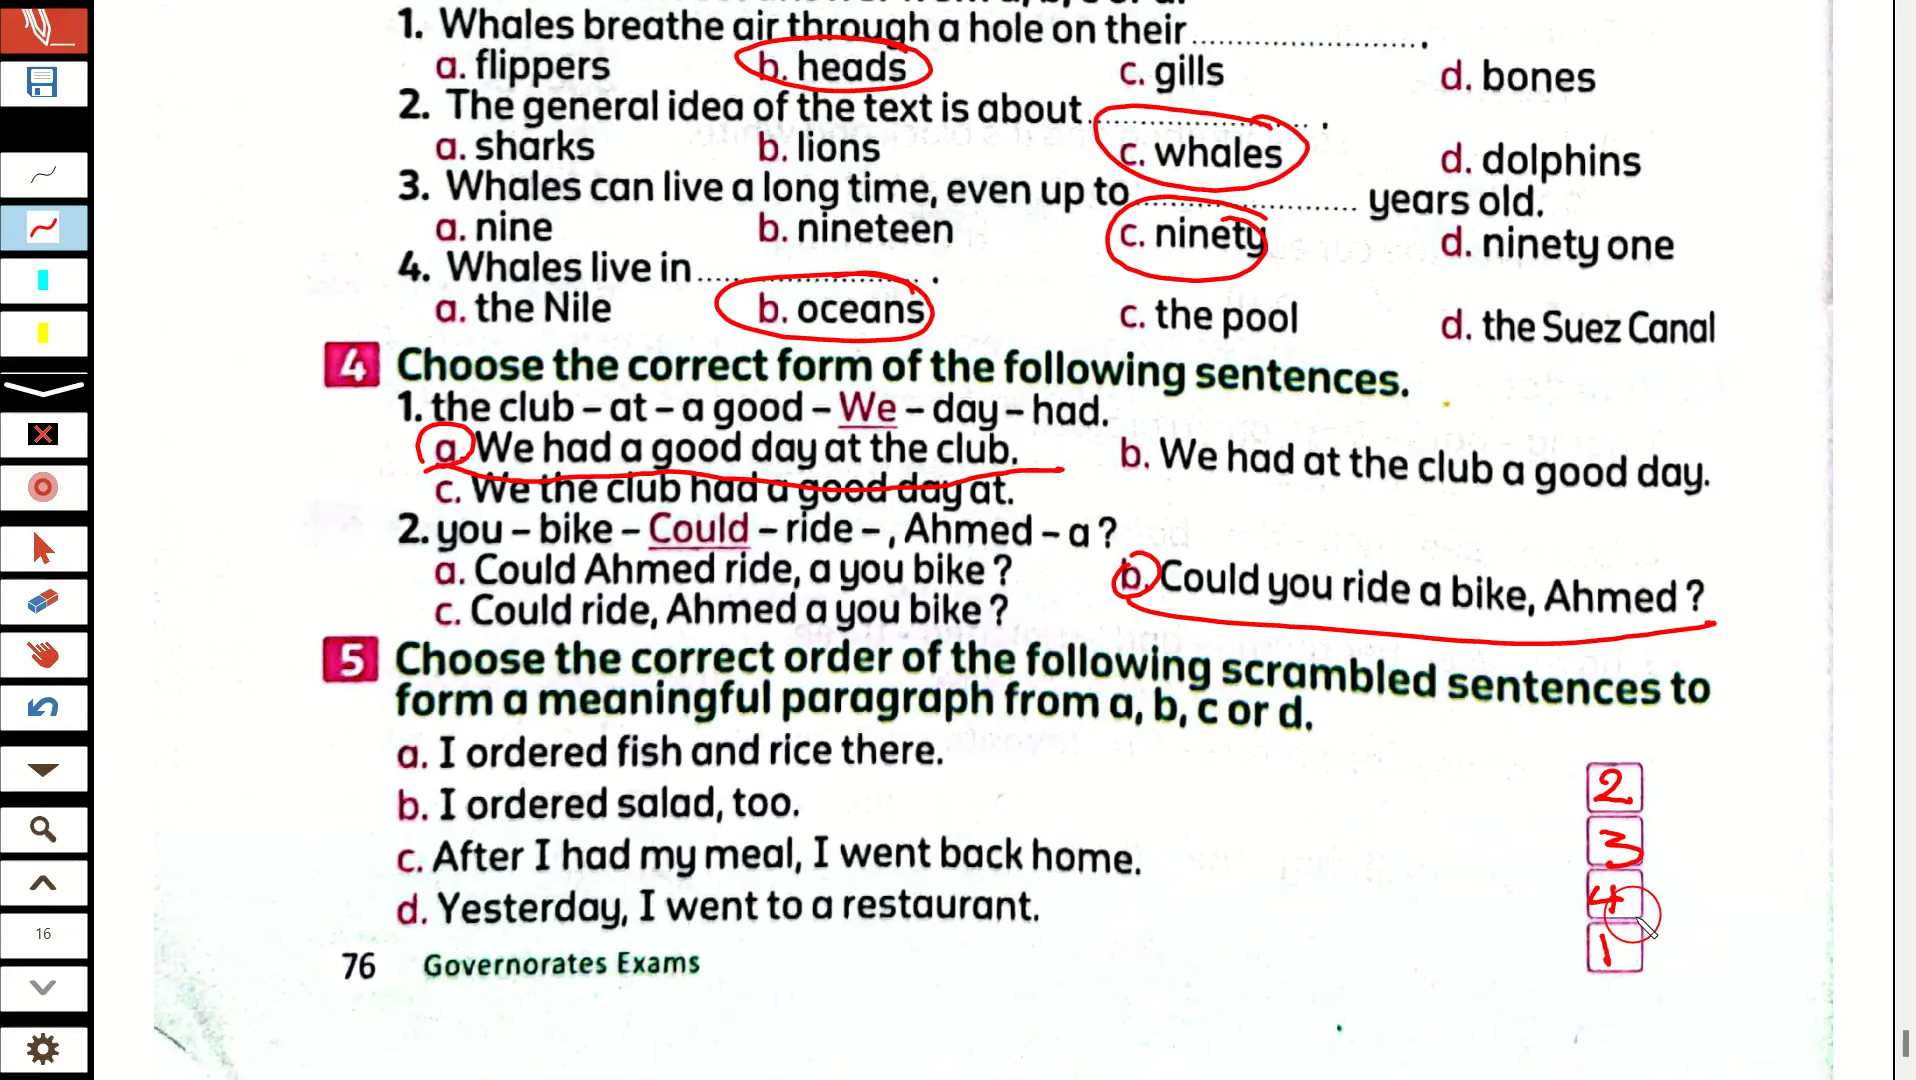 1. Whales breathe air through a hole on their ........................ .
a. flippers b. heads c. gills d. bones
2. The general idea of the text is about ........................ .
a. sharks b. lions c. whales d. dolphins
3. Whales can live a long time, even up to ........................ years old.
a. nine b. nineteen c. ninety d. ninety one
4. Whales live in ........................ .
a. the Nile b. oceans c. the pool d. the Suez Canal
4 Choose the correct form of the following sentences.
1. the club – at – a good – We – day – had.
a. We had a good day at the club. b. We had at the club a good day.
c. We the club had a good day at.
2. you – bike – Could – ride – , Ahmed – a ?
a. Could Ahmed ride, a you bike ? b. Could you ride a bike, Ahmed ?
c. Could ride, Ahmed a you bike ?
5 Choose the correct order of the following scrambled sentences to
form a meaningful paragraph from a, b, c or d.
a. I ordered fish and rice there. 2
b. I ordered salad, too. 3
c. After I had my meal, I went back home. 4
d. Yesterday, I went to a restaurant. 1
76 Governorates Exams
16